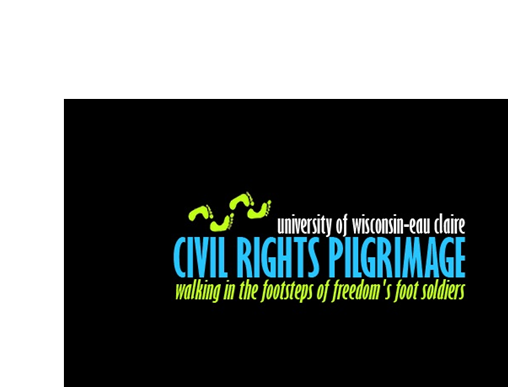 university of wisconsin-eau claire
CIVIL RIGHTS PILGRIMAGE
walking in the footsteps of freedom's foot soldiers